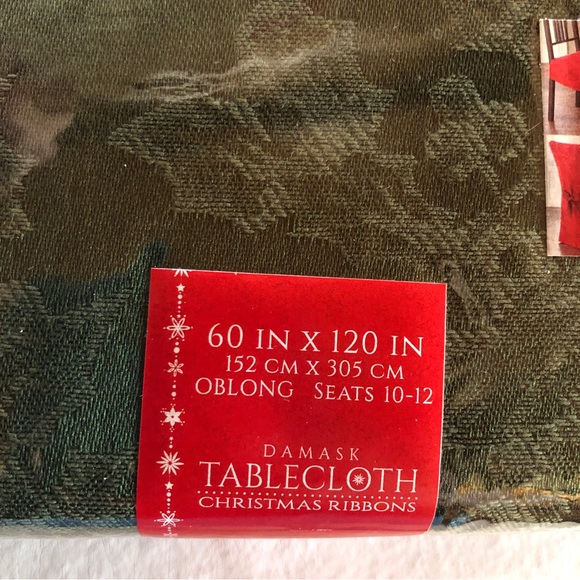 60 IN X 120 IN
152 CM X 305 CM
OBLONG SEATS 10-12
DAMASK
TABLECLOTH
CHRISTMAS RIBBONS